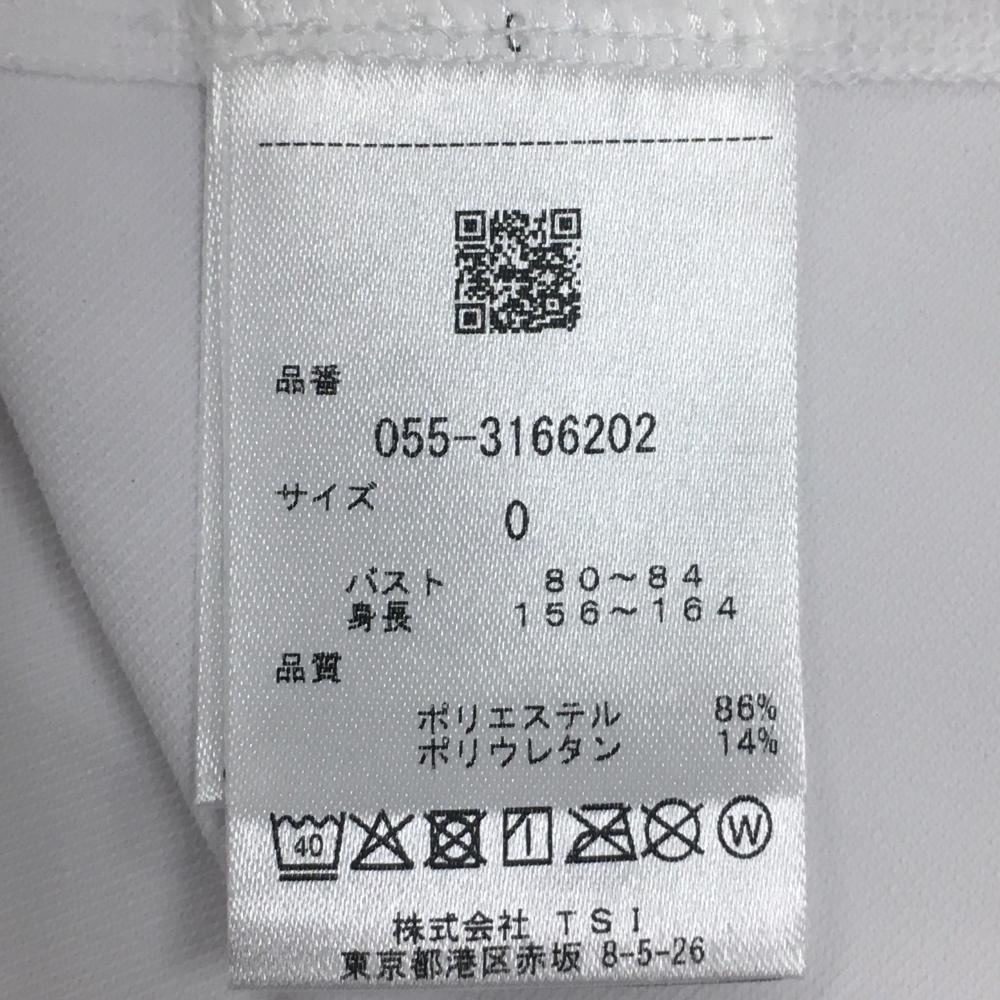 品番
055-3166202
サイズ
0
バスト 80〜84
身長 156〜164
品質
ポリエステル 86%
ポリウレタン 14%
40 W
株式会社 TSI
東京都港区赤坂 8-5-26